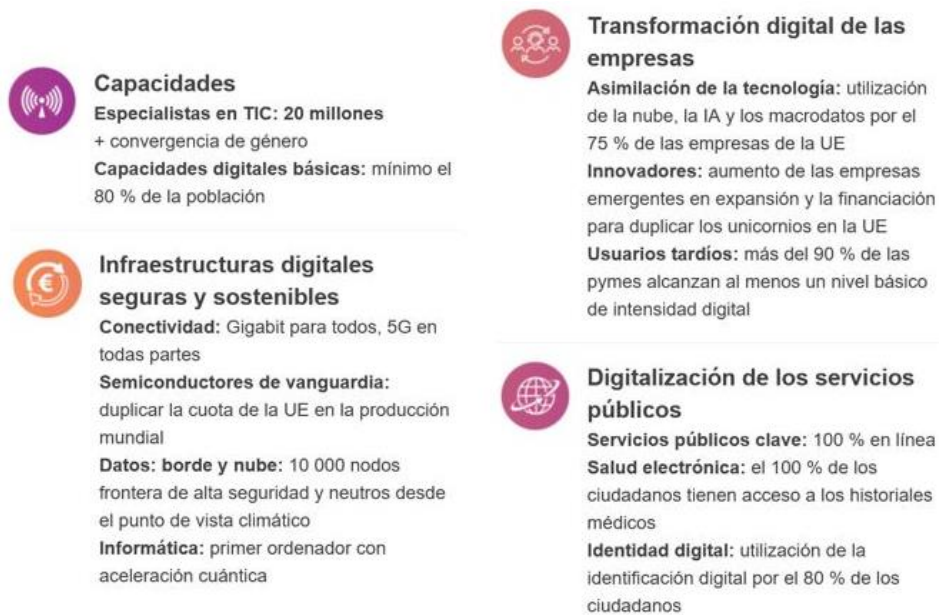 Capacidades
Especialistas en TIC: 20 millones
+ convergencia de género
Capacidades digitales básicas: mínimo el
80 % de la población
Infraestructuras digitales
seguras y sostenibles
Conectividad: Gigabit para todos, 5G en
todas partes
Semiconductores de vanguardia:
duplicar la cuota de la UE en la producción
mundial
Datos: borde y nube: 10 000 nodos
frontera de alta seguridad y neutros desde
el punto de vista climático
Informática: primer ordenador con
aceleración cuántica
Transformación digital de las
empresas
Asimilación de la tecnología: utilización
de la nube, la IA y los macrodatos por el
75 % de las empresas de la UE
Innovadores: aumento de las empresas
emergentes en expansión y la financiación
para duplicar los unicornios en la UE
Usuarios tardíos: más del 90 % de las
pymes alcanzan al menos un nivel básico
de intensidad digital
Digitalización de los servicios
públicos
Servicios públicos clave: 100 % en línea
Salud electrónica: el 100 % de los
ciudadanos tienen acceso a los historiales
médicos
Identidad digital: utilización de la
identificación digital por el 80 % de los
ciudadanos